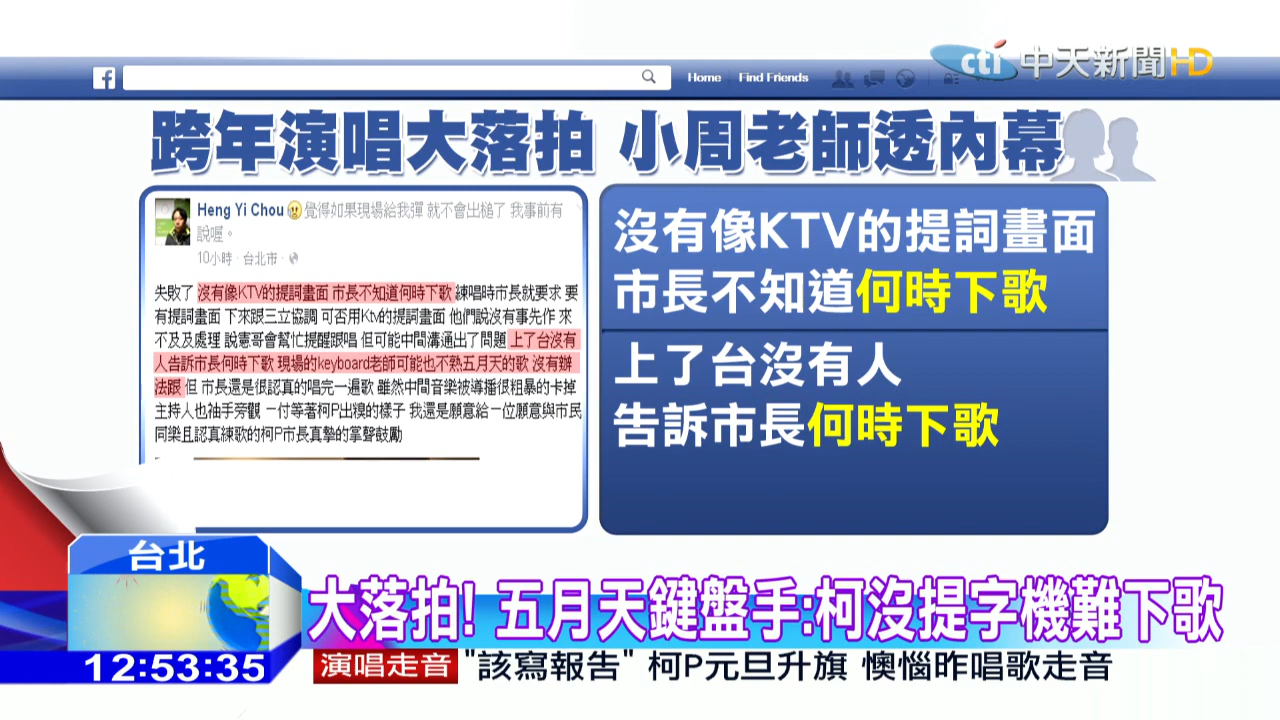 cti 中天新聞HD
Home Find Friends
跨年演唱大落拍 小周老師透內幕
Heng Yi Chou 覺得如果現場給我彈 就不會出槌了 我事前有
說喔。
10小時 · 台北市 ·
失敗了 沒有像KTV的提詞畫面 市長不知道何時下歌 練唱時市長就要求 要
有提詞畫面 下來跟三立協調 可否用Ktv的提詞畫面 他們說沒有事先作 來
不及及處理 說憲哥會幫忙提醒跟唱 但可能中間溝通出了問題 上了台沒有
人告訴市長何時下歌 現場的keyboard老師可能也不熟五月天的歌 沒有辦
法跟 但 市長還是很認真的唱完一遍歌 雖然中間音樂被導播很粗暴的卡掉
主持人也袖手旁觀 一付等著柯P出糗的樣子 我還是願意給一位願意與市民
同樂且認真練歌的柯P市長真摯的掌聲鼓勵
沒有像KTV的提詞畫面
市長不知道何時下歌
上了台沒有人
告訴市長何時下歌
台北
大落拍! 五月天鍵盤手:柯沒提字機難下歌
12:53:35
演唱走音 "該寫報告" 柯P元旦升旗 懊惱昨唱歌走音